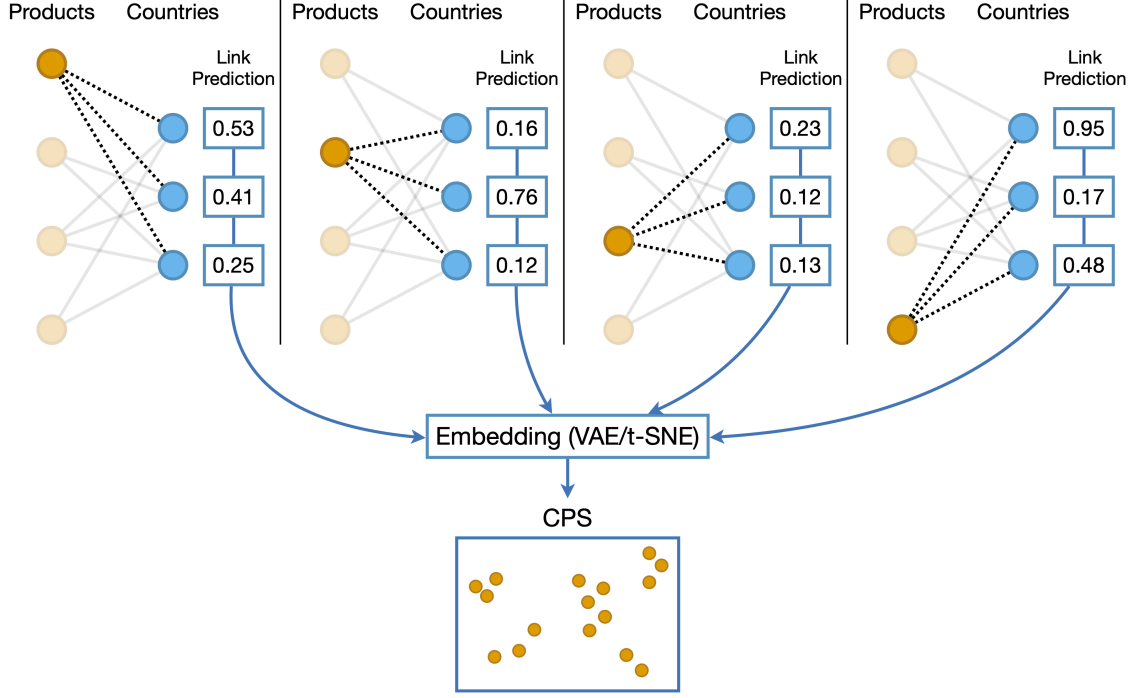 Products Countries
Link
Prediction
0.53
0.41
0.25
Products Countries
Link
Prediction
0.16
0.76
0.12
Products Countries
Link
Prediction
0.23
0.12
0.13
Products Countries
Link
Prediction
0.95
0.17
0.48
Embedding (VAE/t-SNE)
CPS